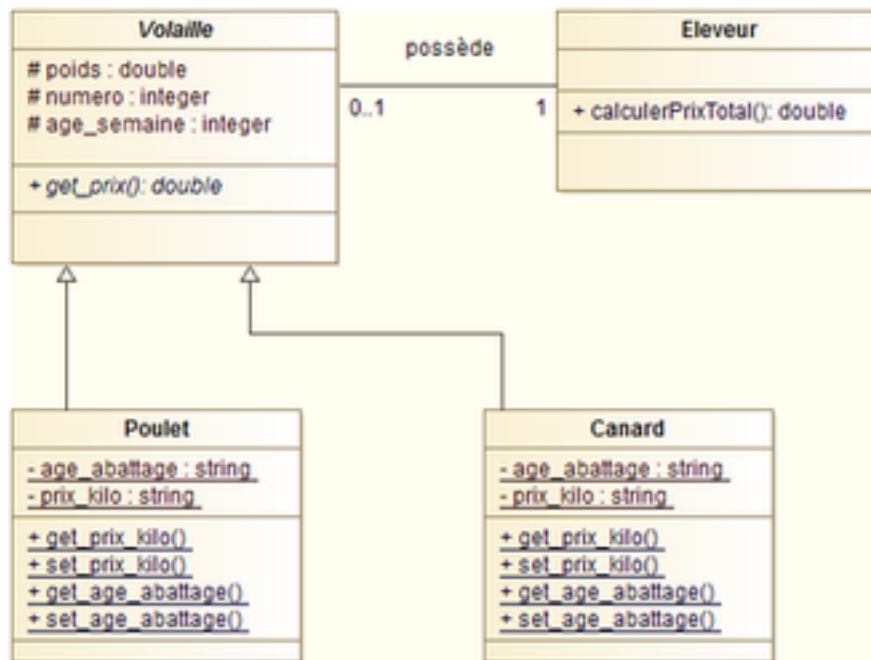 Volaille
# poids : double
# numero : integer
# age_semaine : integer
+ get_prix(): double
possède
0..1
1
Eleveur
+ calculerPrixTotal(): double
Poulet
- age_abattage : string
- prix_kilo : string
+ get_prix_kilo()
+ set_prix_kilo()
+ get_age_abattage()
+ set_age_abattage()
Canard
- age_abattage : string
- prix_kilo : string
+ get_prix_kilo()
+ set_prix_kilo()
+ get_age_abattage()
+ set_age_abattage()